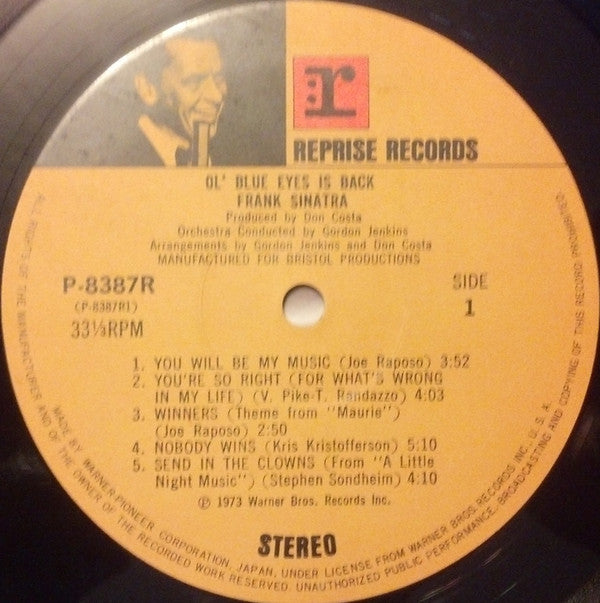 r
REPRISE RECORDS
OL' BLUE EYES IS BACK
FRANK SINATRA
Produced by Don Costa
Orchestra Conducted by Gordon Jenkins
Arrangements by Gordon Jenkins and Don Costa
MANUFACTURED FOR BRISTOL PRODUCTIONS
P-8387R
(P-8387R1)
33⅓RPM
SIDE
1
1. YOU WILL BE MY MUSIC (Joe Raposo) 3:52
2. YOU'RE SO RIGHT (FOR WHAT'S WRONG
IN MY LIFE) (V. Pike-T. Randazzo) 4:03
3. WINNERS (Theme from "Maurie")
(Joe Raposo) 2:50
4. NOBODY WINS (Kris Kristofferson) 5:10
5. SEND IN THE CLOWNS (From "A Little
Night Music") (Stephen Sondheim) 4:10
℗ 1973 Warner Bros. Records Inc.
STEREO
MADE BY WARNER-PIONEER CORPORATION, JAPAN, UNDER LICENSE FROM WARNER BROS. RECORDS INC., U.S.A.
ALL RIGHTS OF THE MANUFACTURER AND OF THE OWNER OF THE RECORDED WORK RESERVED. UNAUTHORIZED PUBLIC PERFORMANCE, BROADCASTING AND COPYING OF THIS RECORD PROHIBITED.